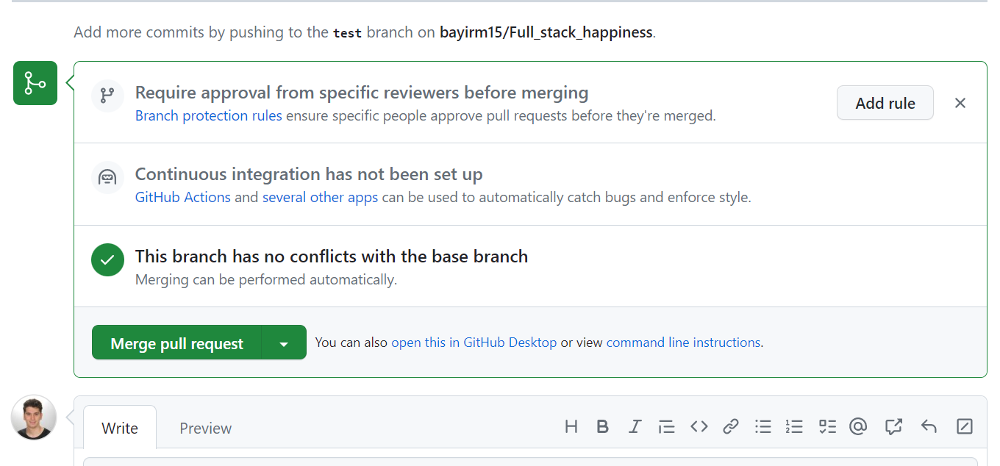 Add more commits by pushing to the test branch on bayirm15/Full_stack_happiness.
Require approval from specific reviewers before merging
Branch protection rules ensure specific people approve pull requests before they're merged.
Add rule
Continuous integration has not been set up
GitHub Actions and several other apps can be used to automatically catch bugs and enforce style.
This branch has no conflicts with the base branch
Merging can be performed automatically.
Merge pull request
You can also open this in GitHub Desktop or view command line instructions.
Write
Preview